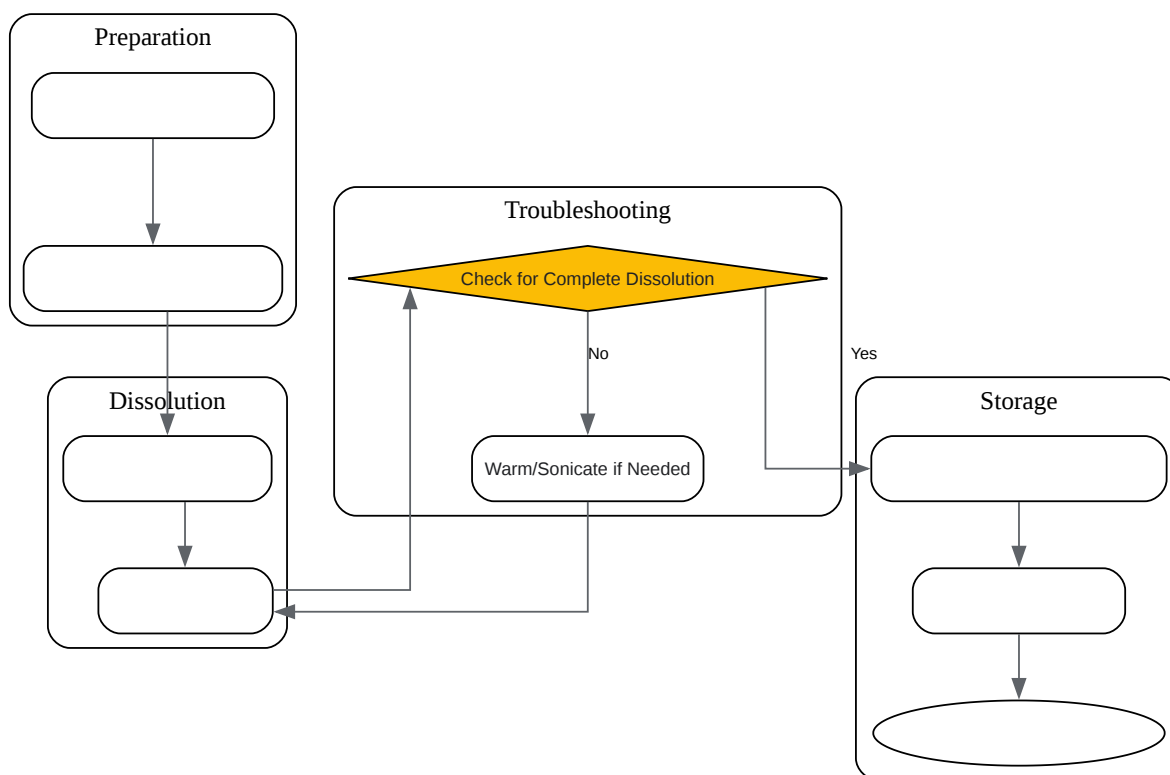 Preparation
Troubleshooting
Check for Complete Dissolution
No
Yes
Dissolution
Storage
Warm/Sonicate if Needed